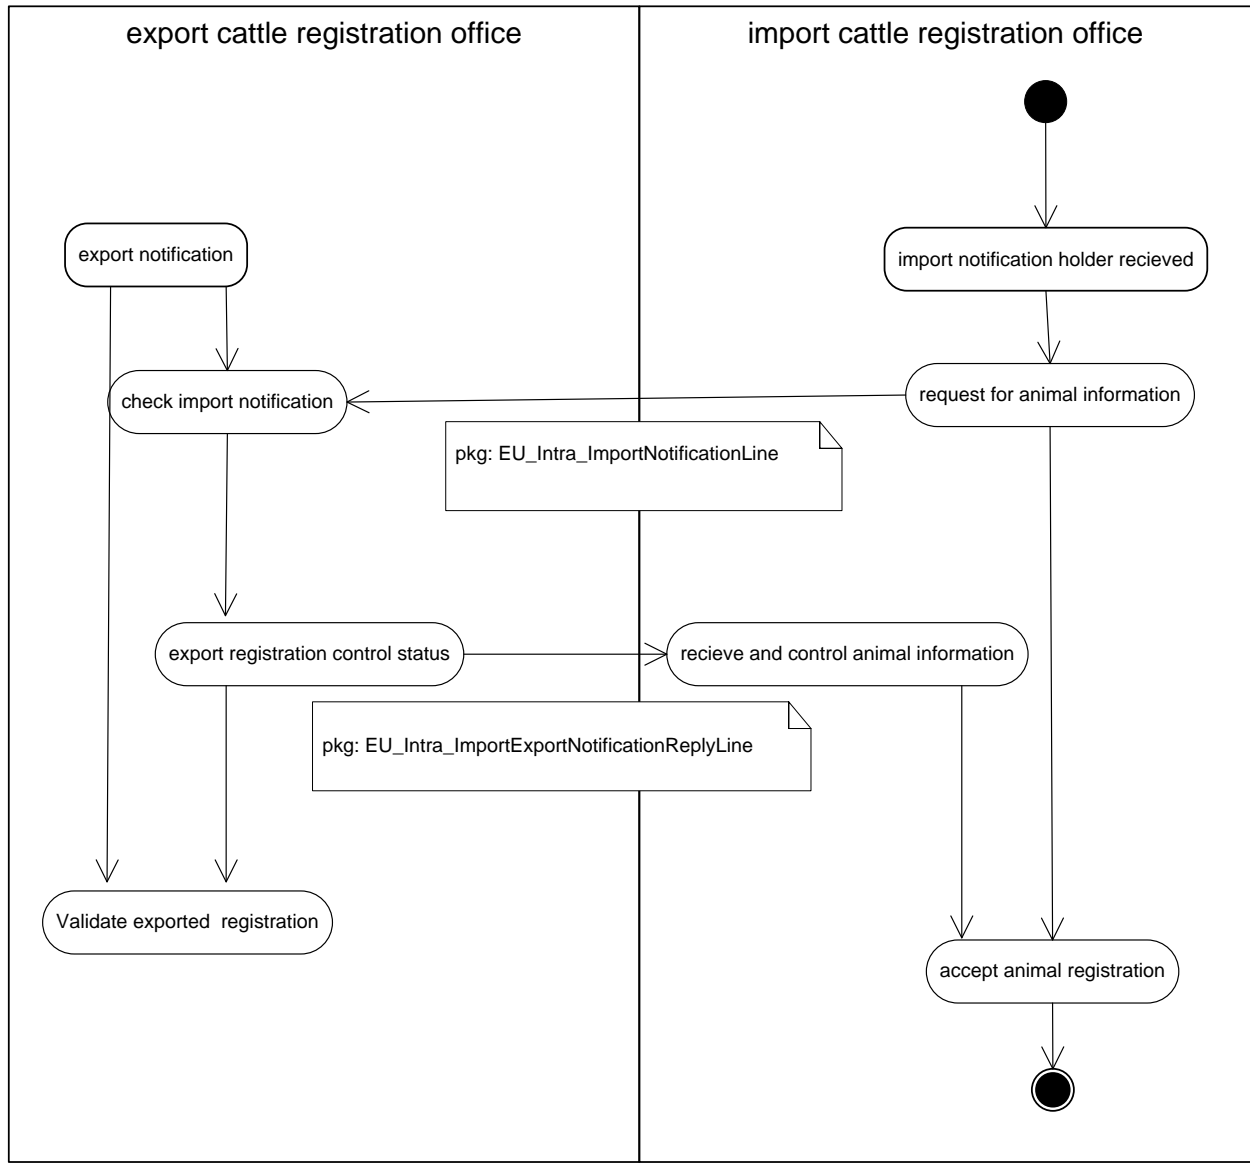 export cattle registration office
import cattle registration office
export notification
import notification holder recieved
check import notification
request for animal information
pkg: EU_Intra_ImportNotificationLine
export registration control status
recieve and control animal information
pkg: EU_Intra_ImportExportNotificationReplyLine
Validate exported  registration
accept animal registration